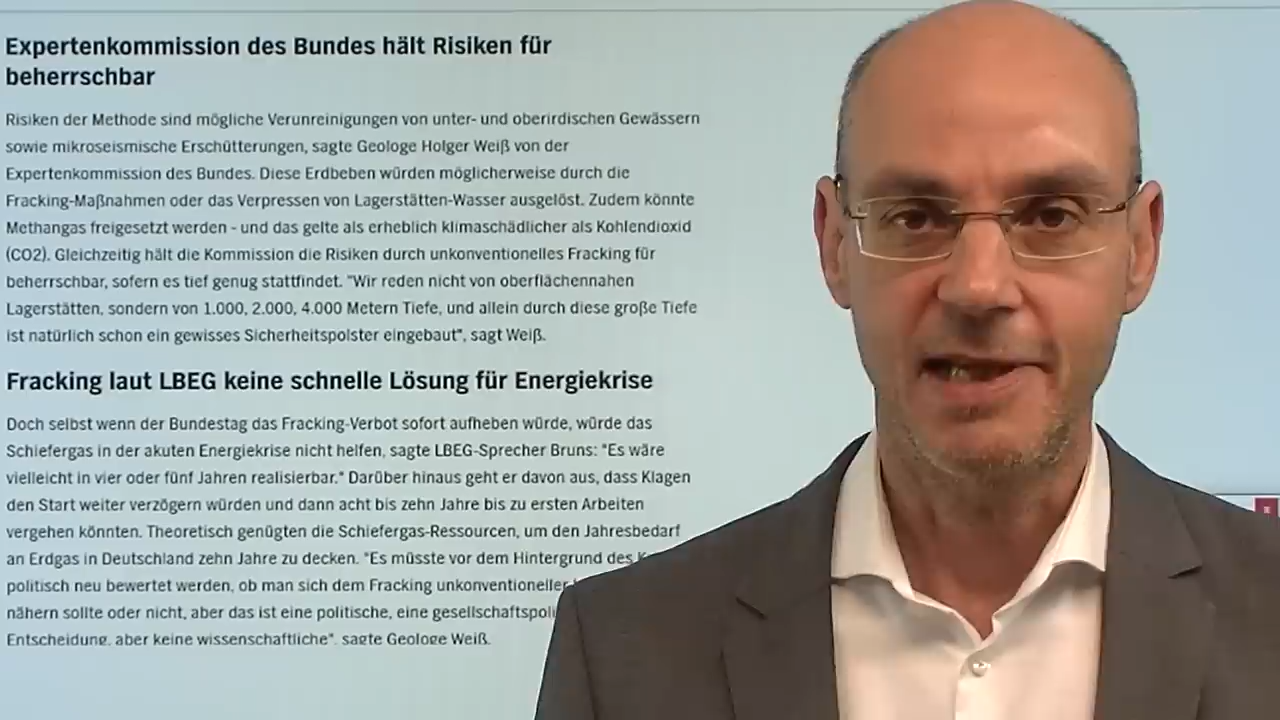 Expertenkommission des Bundes hält Risiken für
beherrschbar
Risiken der Methode sind mögliche Verunreinigungen von unter- und oberirdischen Gewässern
sowie mikroseismische Erschütterungen, sagte Geologe Holger Weiß von der
Expertenkommission des Bundes. Diese Erdbeben würden möglicherweise durch die
Fracking-Maßnahmen oder das Verpressen von Lagerstätten-Wasser ausgelöst. Zudem könnte
Methangas freigesetzt werden - und das gelte als erheblich klimaschädlicher als Kohlendioxid
(CO2). Gleichzeitig hält die Kommission die Risiken durch unkonventionelles Fracking für
beherrschbar, sofern es tief genug stattfindet. "Wir reden nicht von oberflächennahen
Lagerstätten, sondern von 1.000, 2.000, 4.000 Metern Tiefe, und allein durch diese große Tiefe
ist natürlich schon ein gewisses Sicherheitspolster eingebaut", sagt Weiß.
Fracking laut LBEG keine schnelle Lösung für Energiekrise
Doch selbst wenn der Bundestag das Fracking-Verbot sofort aufheben würde, würde das
Schiefergas in der akuten Energiekrise nicht helfen, sagte LBEG-Sprecher Bruns: "Es wäre
vielleicht in vier oder fünf Jahren realisierbar." Darüber hinaus geht er davon aus, dass Klagen
den Start weiter verzögern würden und dann acht bis zehn Jahre bis zu ersten Arbeiten
vergehen könnten. Theoretisch genügten die Schiefergas-Ressourcen, um den Jahresbedarf
an Erdgas in Deutschland zehn Jahre zu decken. "Es müsste vor dem Hintergrund des
politisch neu bewertet werden, ob man sich dem Fracking unkonventioneller
nähern sollte oder nicht, aber das ist eine politische, eine gesellschaftspoli
Entscheidung, aber keine wissenschaftliche", sagte Geologe Weiß.